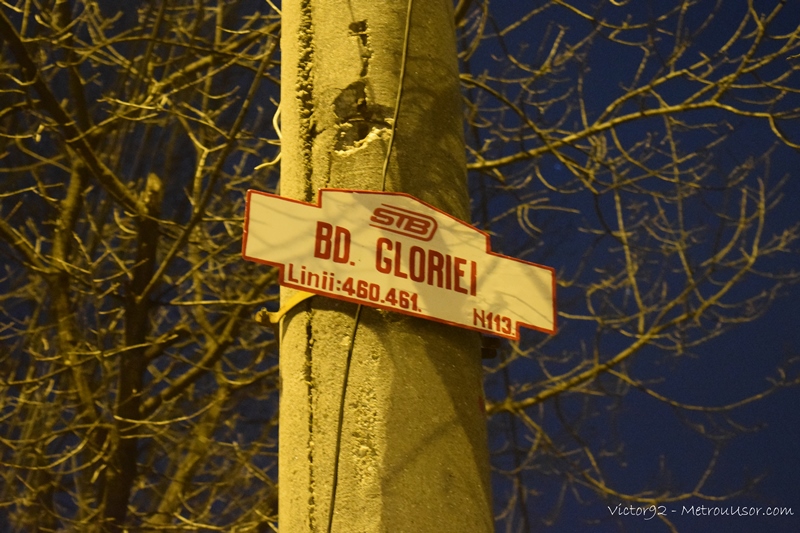 STB
BD. GLORIEI
Linii:460.461.
N113.
Victor92 - MetrouUsor.com